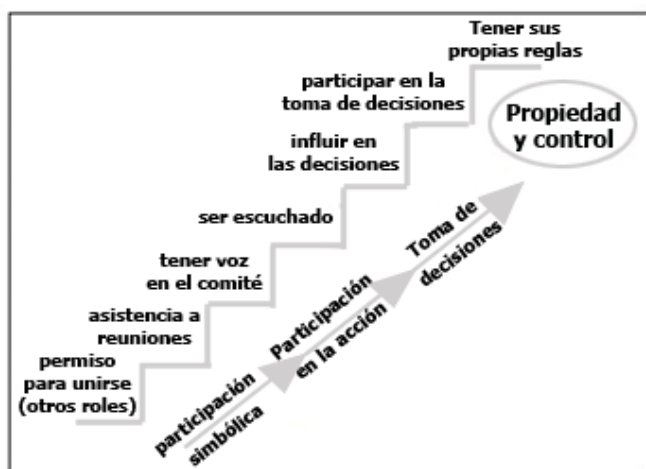 Tener sus
propias reglas
participar en la
toma de decisiones
Propiedad
y control
influir en
las decisiones
ser escuchado
Toma de
decisiones
tener voz
en el comité
Participación
en la acción
asistencia a
reuniones
permiso
para unirse
(otros roles)
participación
simbólica